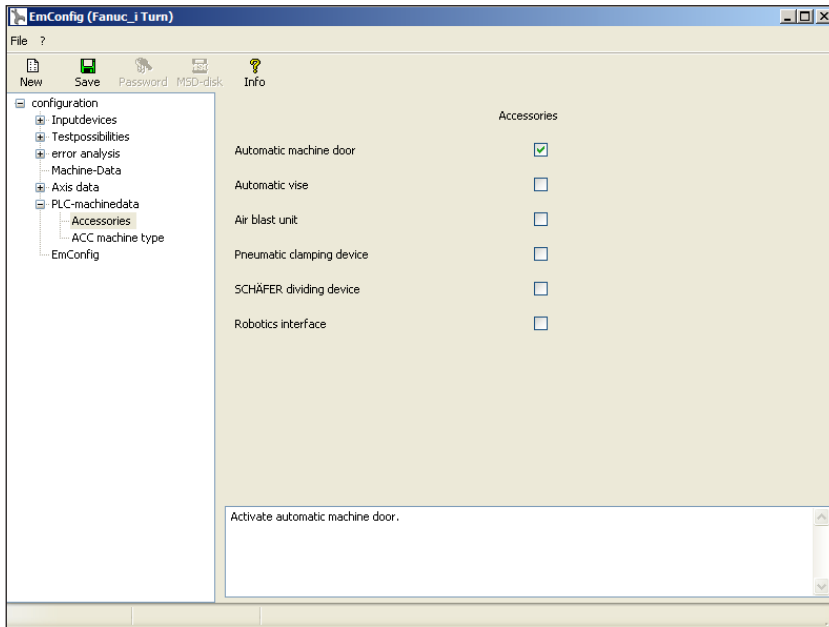 EmConfig (Fanuc_i Turn)
File ?
New Save Password MSD-disk Info
configuration
Inputdevices
Testpossibilities
error analysis
Machine-Data
Axis data
PLC-machinedata
Accessories
ACC machine type
EmConfig
Accessories
Automatic machine door
Automatic vise
Air blast unit
Pneumatic clamping device
SCHÄFER dividing device
Robotics interface
Activate automatic machine door.